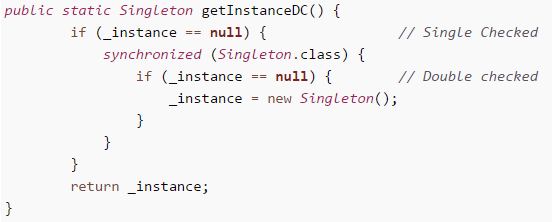 public static Singleton getInstanceDC() {
        if (_instance == null) {                // Single Checked
            synchronized (Singleton.class) {
                if (_instance == null) {        // Double checked
                    _instance = new Singleton();
                }
            }
        }
        return _instance;
}